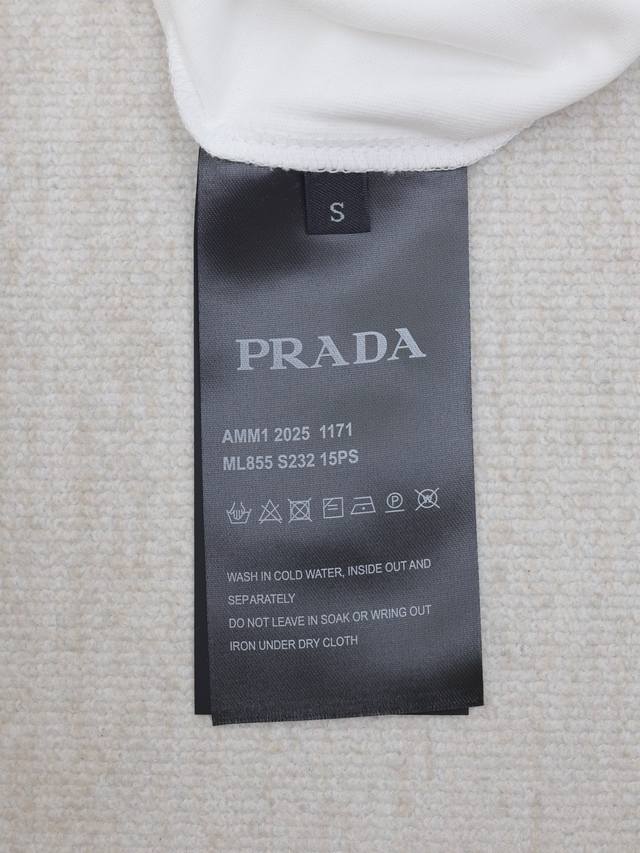 S
PRADA
AMM1 2025 1171
ML855 S232 15PS
P W
WASH IN COLD WATER, INSIDE OUT AND
SEPARATELY
DO NOT LEAVE IN SOAK OR WRING OUT
IRON UNDER DRY CLOTH